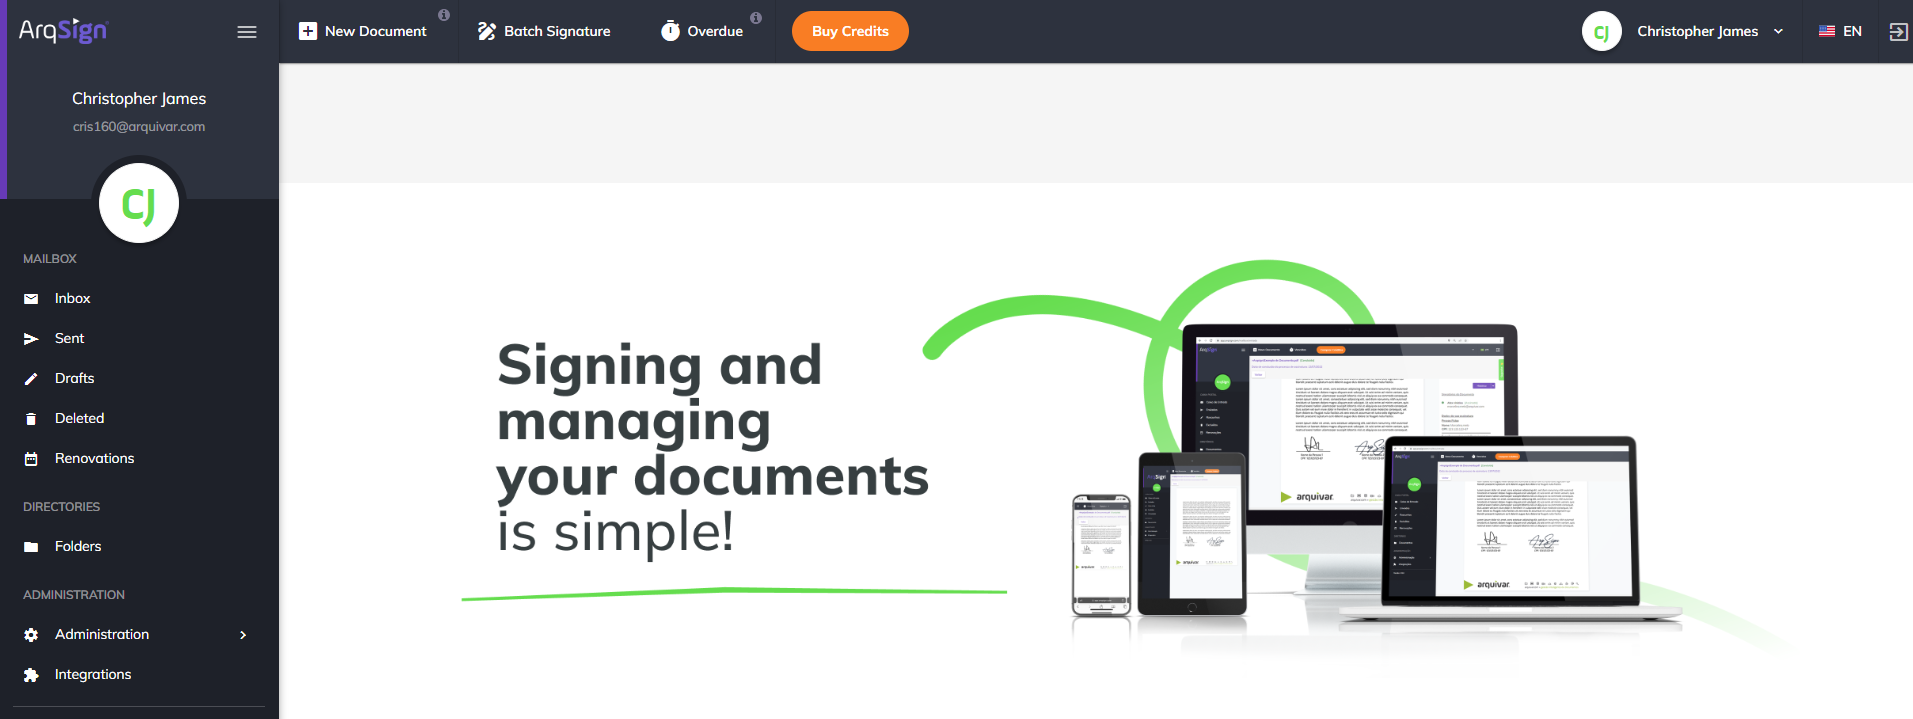 ArqSign
New Document
Batch Signature
Overdue
Buy Credits
CJ
Christopher James
EN
Christopher James
cris160@arquivar.com
CJ
MAILBOX
Inbox
Sent
Drafts
Deleted
Renovations
DIRECTORIES
Folders
ADMINISTRATION
Administration
Integrations
Signing and
managing
your documents
is simple!
arquivar
arquivar
arquivar